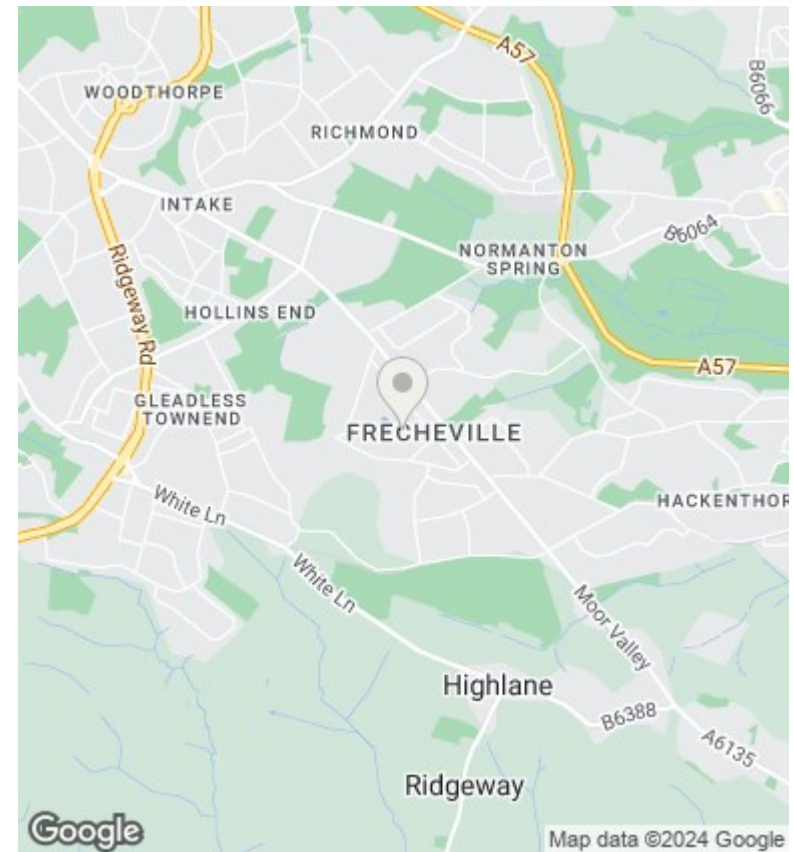 A57
B6066
WOODTHORPE
RICHMOND
INTAKE
B6064
NORMANTON
SPRING
Ridgeway Rd
HOLLINS END
A57
GLEADLESS
TOWNEND
FRECHEVILLE
White Ln
HACKENTHOR
White Ln
Moor Valley
Highlane
B6388
A6135
Ridgeway
Google
Map data ©2024 Google